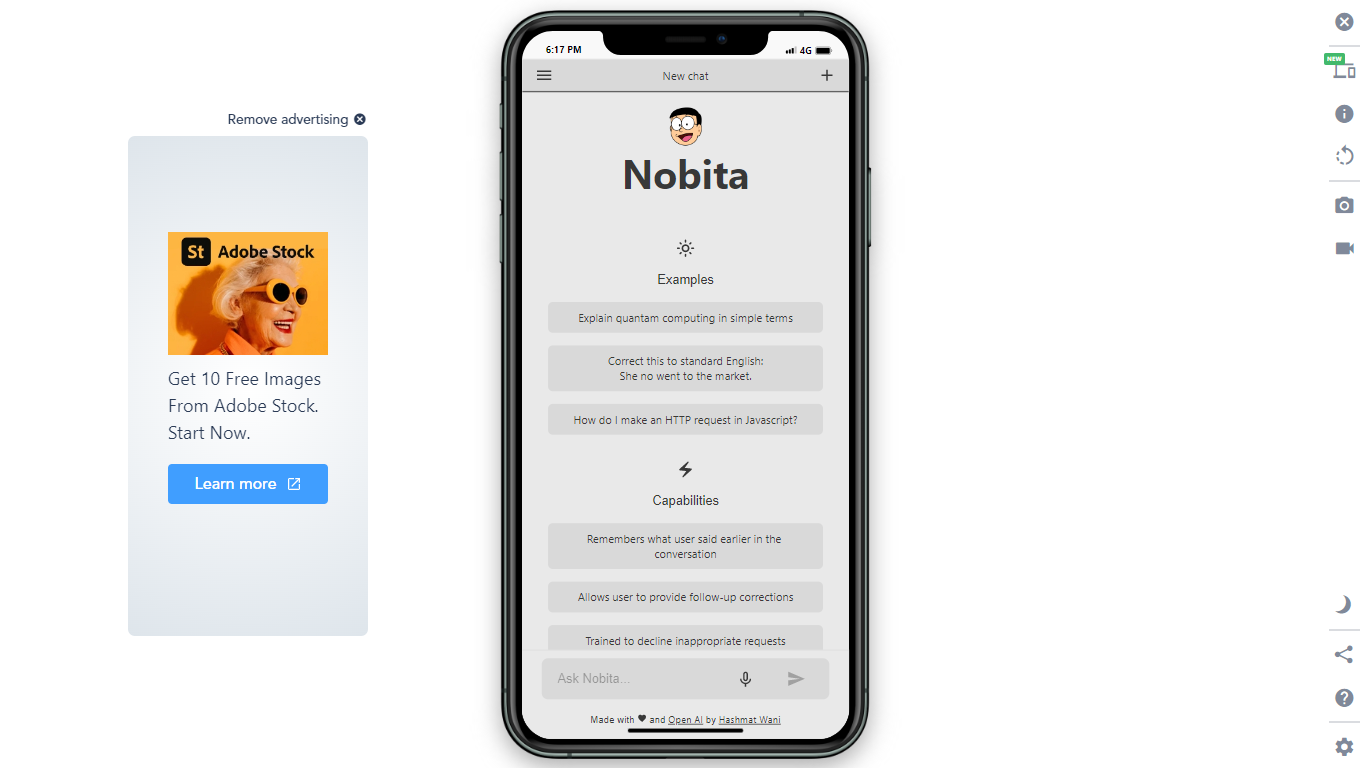 Remove advertising
St Adobe Stock
Get 10 Free Images
From Adobe Stock.
Start Now.
Learn more
6:17 PM
4G
New chat
Nobita
Examples
Explain quantam computing in simple terms
Correct this to standard English:
She no went to the market.
How do I make an HTTP request in Javascript?
Capabilities
Remembers what user said earlier in the
conversation
Allows user to provide follow-up corrections
Trained to decline inappropriate requests
Ask Nobita...
Made with ♥ and Open AI by Hashmat Wani
NEW